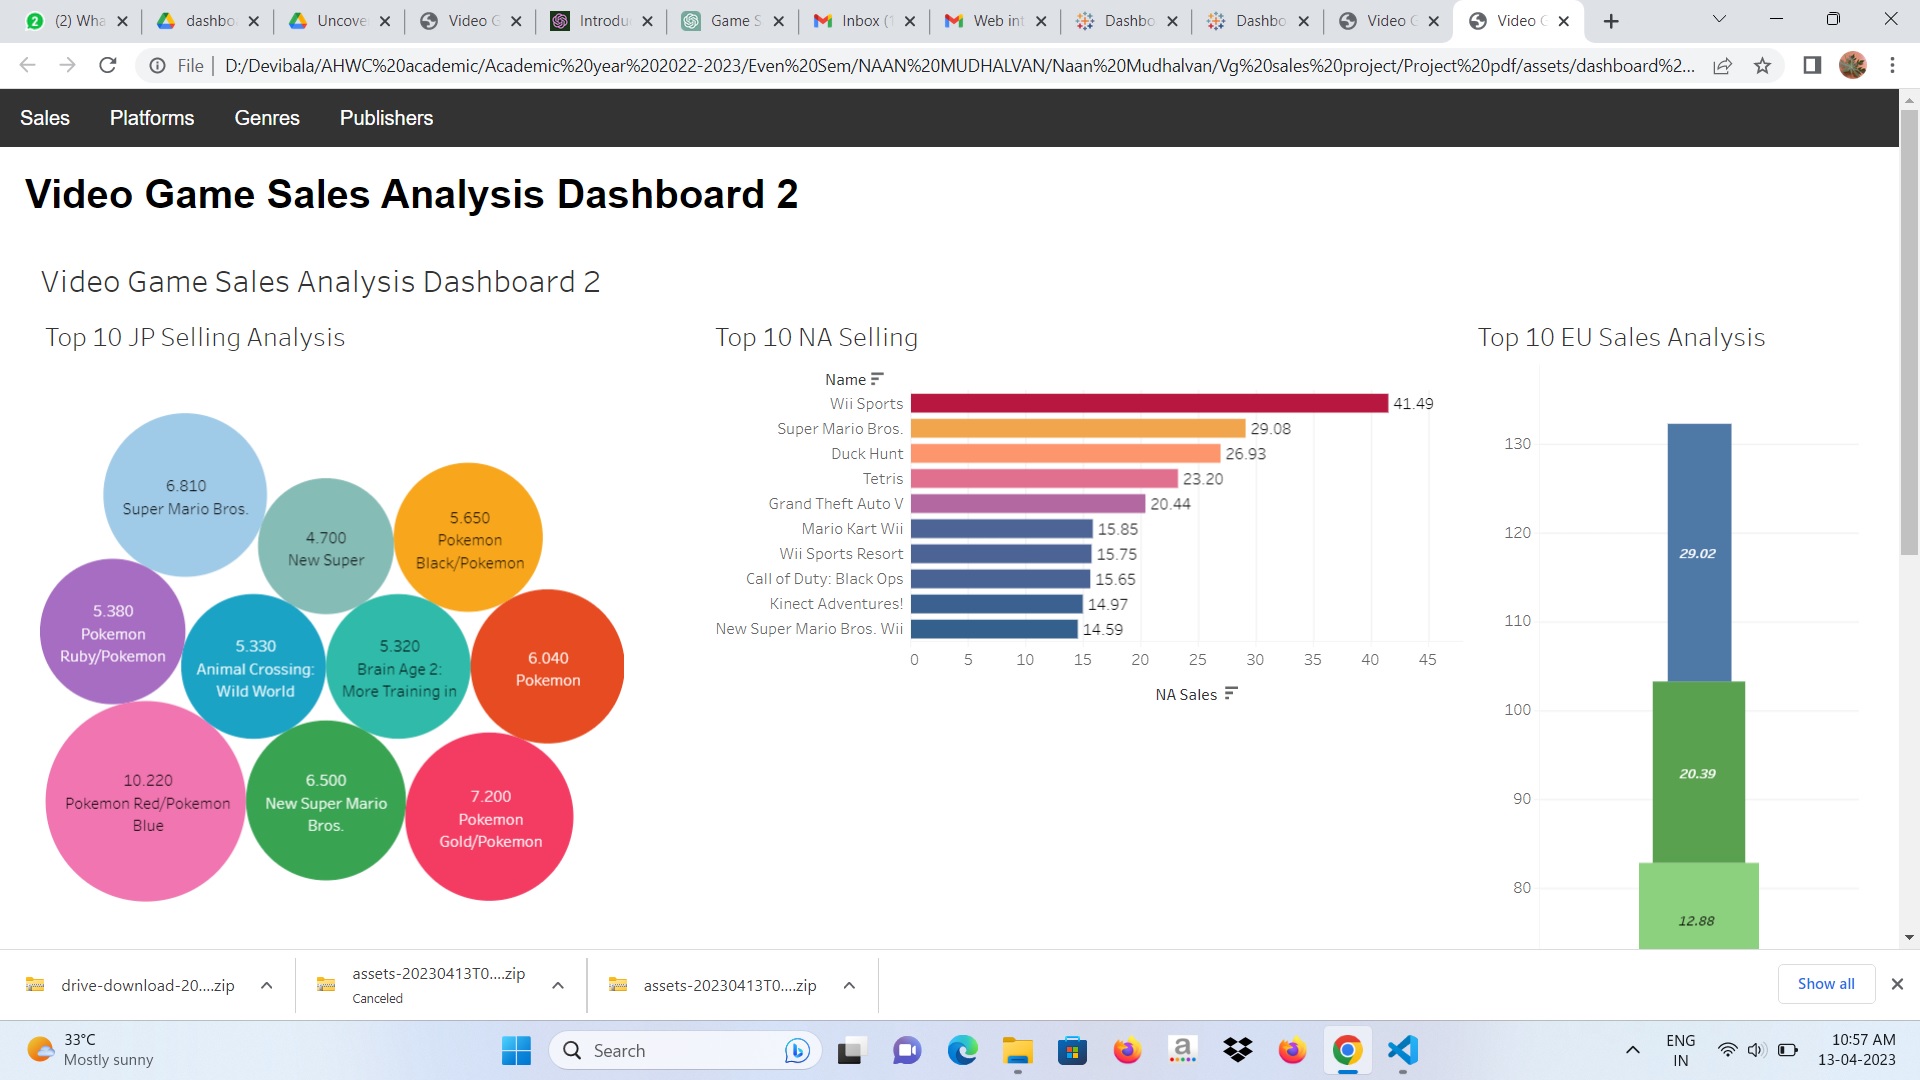 (2) Wha
dashbo
Uncove
Video G
Introdu
Game S
Inbox (1
Web int
Dashbo
Dashbo
Video G
Video G
File
D:/Devibala/AHWC%20academic/Academic%20year%202022-2023/Even%20Sem/NAAN%20MUDHALVAN/Naan%20Mudhalvan/Vg%20sales%20project/Project%20pdf/assets/dashboard%2...
Sales Platforms Genres Publishers
Video Game Sales Analysis Dashboard 2
Video Game Sales Analysis Dashboard 2
Top 10 JP Selling Analysis
6.810
Super Mario Bros.
4.700
New Super
5.650
Pokemon
Black/Pokemon
5.380
Pokemon
Ruby/Pokemon
5.330
Animal Crossing:
Wild World
5.320
Brain Age 2:
More Training in
6.040
Pokemon
10.220
Pokemon Red/Pokemon
Blue
6.500
New Super Mario
Bros.
7.200
Pokemon
Gold/Pokemon
Top 10 NA Selling
Name
Wii Sports 41.49
Super Mario Bros. 29.08
Duck Hunt 26.93
Tetris 23.20
Grand Theft Auto V 20.44
Mario Kart Wii 15.85
Wii Sports Resort 15.75
Call of Duty: Black Ops 15.65
Kinect Adventures! 14.97
New Super Mario Bros. Wii 14.59
0 5 10 15 20 25 30 35 40 45
NA Sales
Top 10 EU Sales Analysis
130
120
110
100
90
80
29.02
20.39
12.88
drive-download-20....zip
assets-20230413T0....zip
Canceled
assets-20230413T0....zip
Show all
33°C
Mostly sunny
Search
a
ENG
IN
10:57 AM
13-04-2023